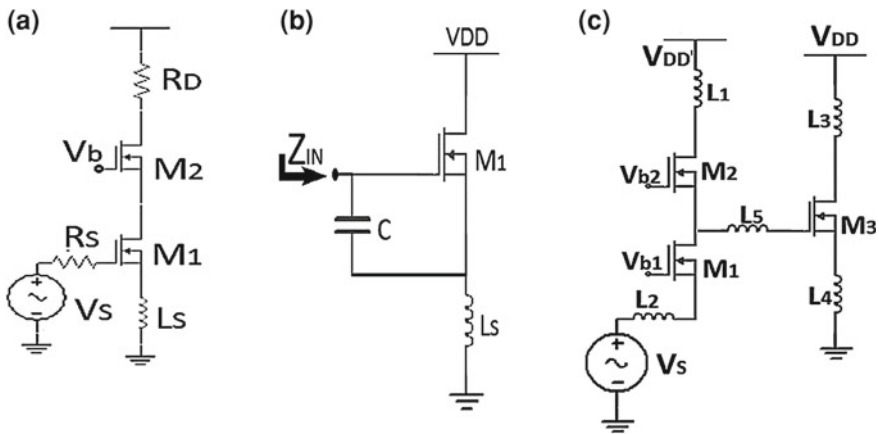 (a)
RD
Vb
M2
Rs
M1
Vs
Ls
(b)
VDD
ZIN
M1
C
Ls
(c)
VDD'
VDD
L1
L3
Vb2
M2
L5
M3
Vb1
M1
L2
L4
Vs